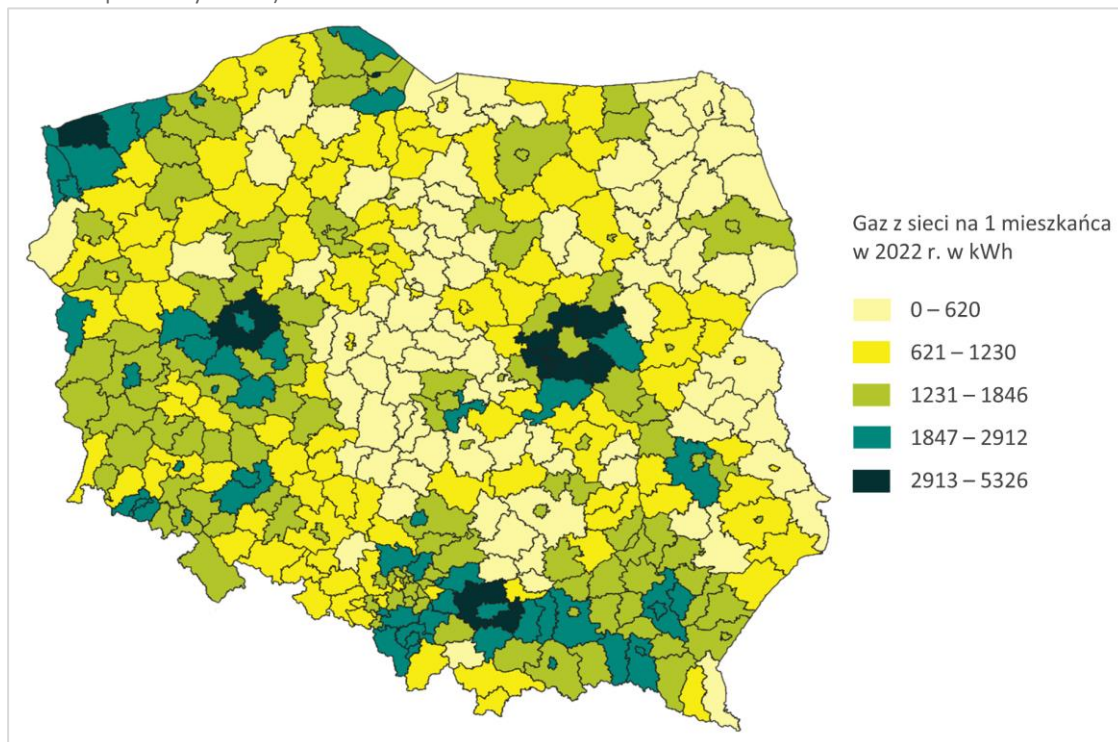 Gaz z sieci na 1 mieszkańca
w 2022 r. w kWh
0 – 620
621 – 1230
1231 – 1846
1847 – 2912
2913 – 5326